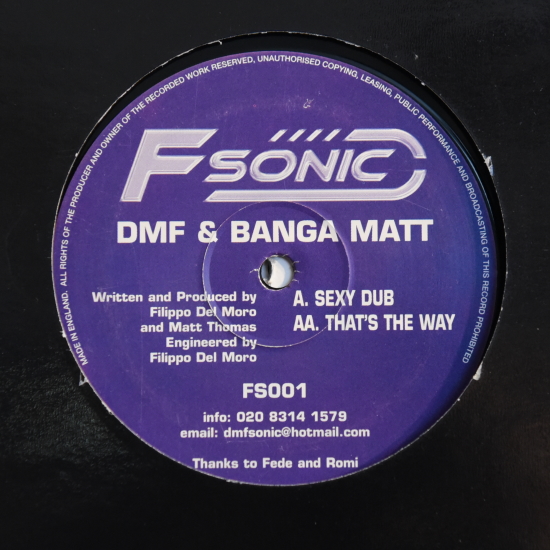 MADE IN ENGLAND. ALL RIGHTS OF THE PRODUCER AND OWNER OF THE RECORDED WORK RESERVED, UNAUTHORISED COPYING, LEASING, PUBLIC PERFORMANCE AND BROADCASTING OF THIS RECORD PROHIBITED
F SONIC
DMF & BANGA MATT
Written and Produced by
Filippo Del Moro
and Matt Thomas
Engineered by
Filippo Del Moro
A. SEXY DUB
AA. THAT'S THE WAY
FS001
info: 020 8314 1579
email: dmfsonic@hotmail.com
Thanks to Fede and Romi